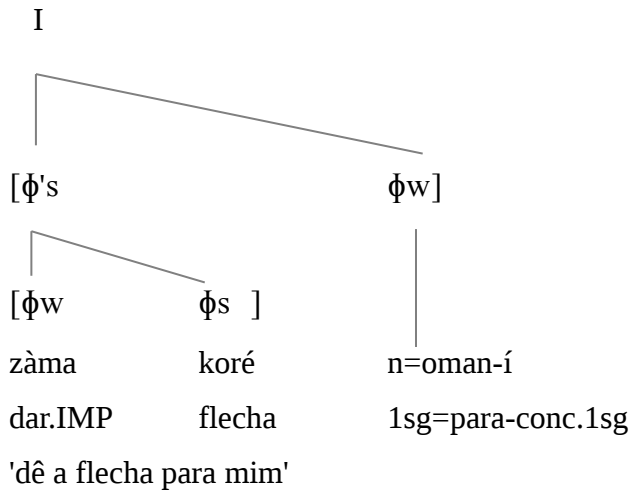 I
[ϕ's ϕw]
[ϕw ϕs ]
zàma koré n=oman-í
dar.IMP flecha 1sg=para-conc.1sg
'dê a flecha para mim'